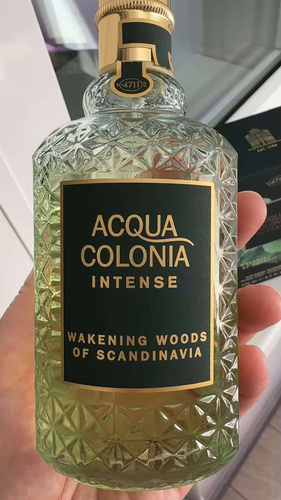 4711
ACQUA
COLONIA
INTENSE
WAKENING WOODS
OF SCANDINAVIA